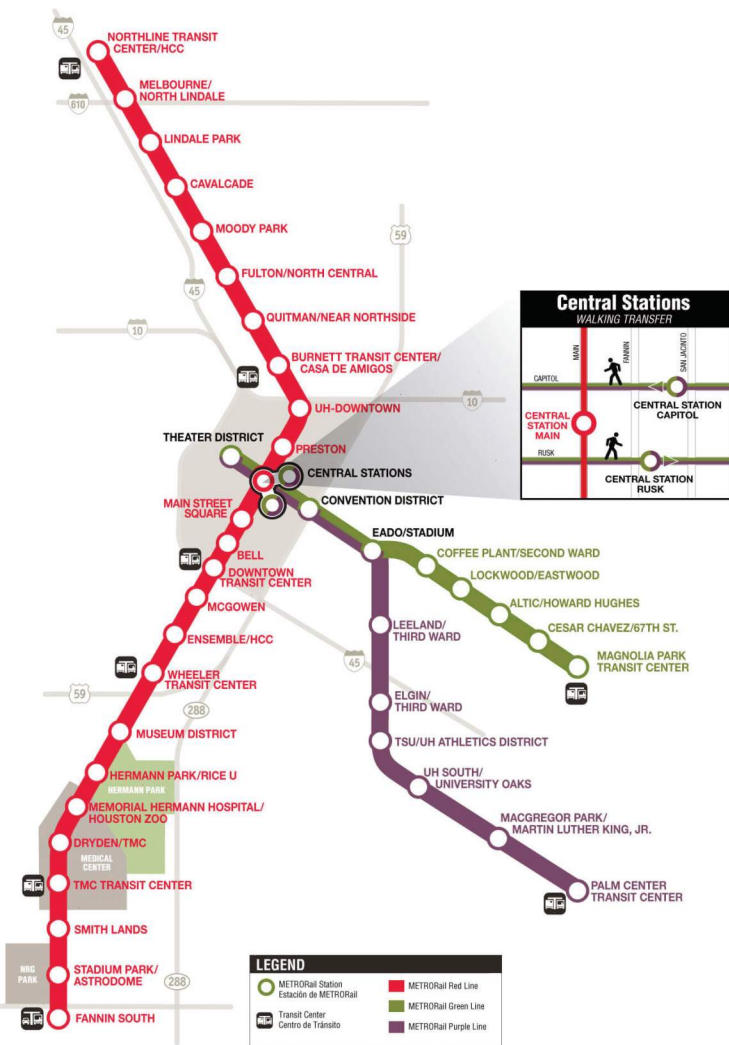 45
NORTHLINE TRANSIT
CENTER/HCC
MELBOURNE/
NORTH LINDALE
610
LINDALE PARK
CAVALCADE
MOODY PARK
59
FULTON/NORTH CENTRAL
45
QUITMAN/NEAR NORTHSIDE
10
BURNETT TRANSIT CENTER/
CASA DE AMIGOS
10
UH-DOWNTOWN
THEATER DISTRICT
PRESTON
CENTRAL STATIONS
CONVENTION DISTRICT
MAIN STREET
SQUARE
EADO/STADIUM
BELL
DOWNTOWN
TRANSIT CENTER
COFFEE PLANT/SECOND WARD
LOCKWOOD/EASTWOOD
ALTIC/HOWARD HUGHES
CESAR CHAVEZ/67TH ST.
MAGNOLIA PARK
TRANSIT CENTER
MCGOWEN
LEELAND/
THIRD WARD
ENSEMBLE/HCC
45
WHEELER
TRANSIT CENTER
59
288
ELGIN/
THIRD WARD
MUSEUM DISTRICT
TSU/UH ATHLETICS DISTRICT
HERMANN PARK/RICE U
HERMANN PARK
UH SOUTH/
UNIVERSITY OAKS
MEMORIAL HERMANN HOSPITAL/
HOUSTON ZOO
MACGREGOR PARK/
MARTIN LUTHER KING, JR.
DRYDEN/TMC
MEDICAL
CENTER
TMC TRANSIT CENTER
PALM CENTER
TRANSIT CENTER
SMITH LANDS
NRG
PARK
STADIUM PARK/
ASTRODOME
288
FANNIN SOUTH
Central Stations
WALKING TRANSFER
MAIN
FANNIN
SAN JACINTO
CAPITOL
CENTRAL STATION
CAPITOL
CENTRAL
STATION
MAIN
RUSK
CENTRAL STATION
RUSK
LEGEND
METRORail Station
Estación de METRORail
Transit Center
Centro de Tránsito
METRORail Red Line
METRORail Green Line
METRORail Purple Line